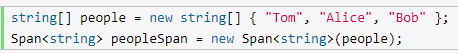 string[] people = new string[] { "Tom", "Alice", "Bob" };
Span<string> peopleSpan = new Span<string>(people);